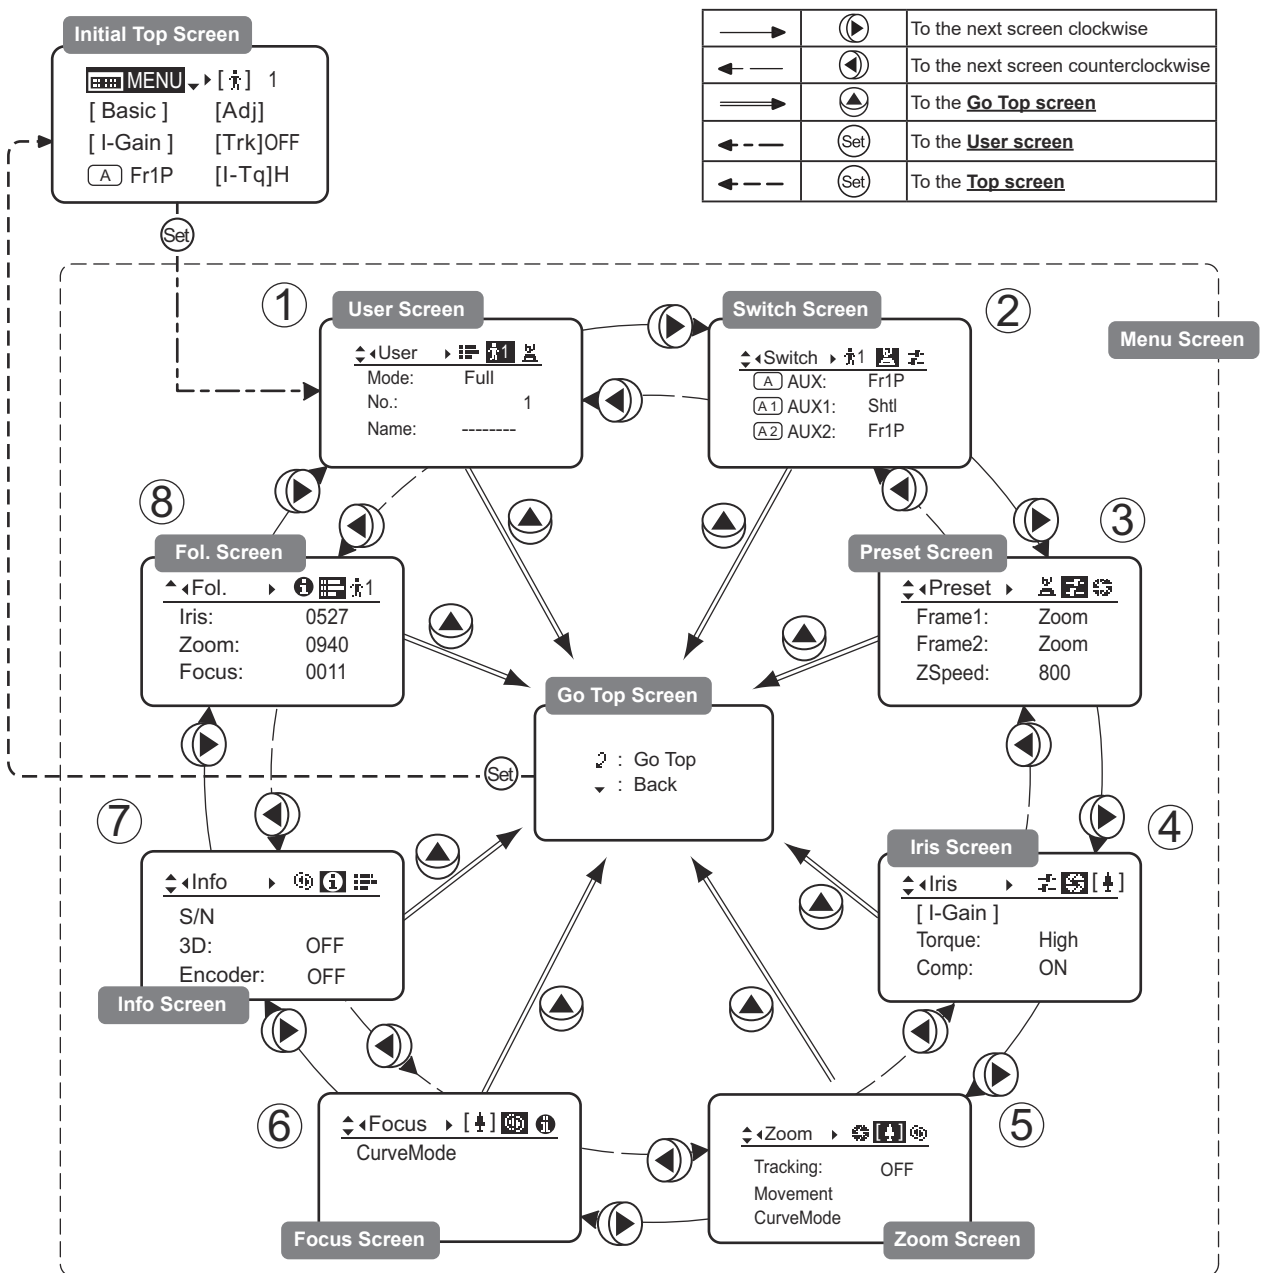 Initial Top Screen
MENU [ ] 1
[ Basic ] [Adj]
[ I-Gain ] [Trk]OFF
A Fr1P [I-Tq]H
Set
To the next screen clockwise
To the next screen counterclockwise
To the Go Top screen
Set To the User screen
Set To the Top screen
Menu Screen
1
User Screen
User 1
Mode: Full
No.: 1
Name: --------
2
Switch Screen
Switch 1
A AUX: Fr1P
A1 AUX1: Shtl
A2 AUX2: Fr1P
8
Fol. Screen
Fol. 1
Iris: 0527
Zoom: 0940
Focus: 0011
3
Preset Screen
Preset
Frame1: Zoom
Frame2: Zoom
ZSpeed: 800
Go Top Screen
: Go Top
: Back
Set
7
Info
S/N
3D: OFF
Encoder: OFF
Info Screen
4
Iris Screen
Iris [ ]
[ I-Gain ]
Torque: High
Comp: ON
6
Focus [ ]
CurveMode
Focus Screen
5
Zoom [ ]
Tracking: OFF
Movement
CurveMode
Zoom Screen